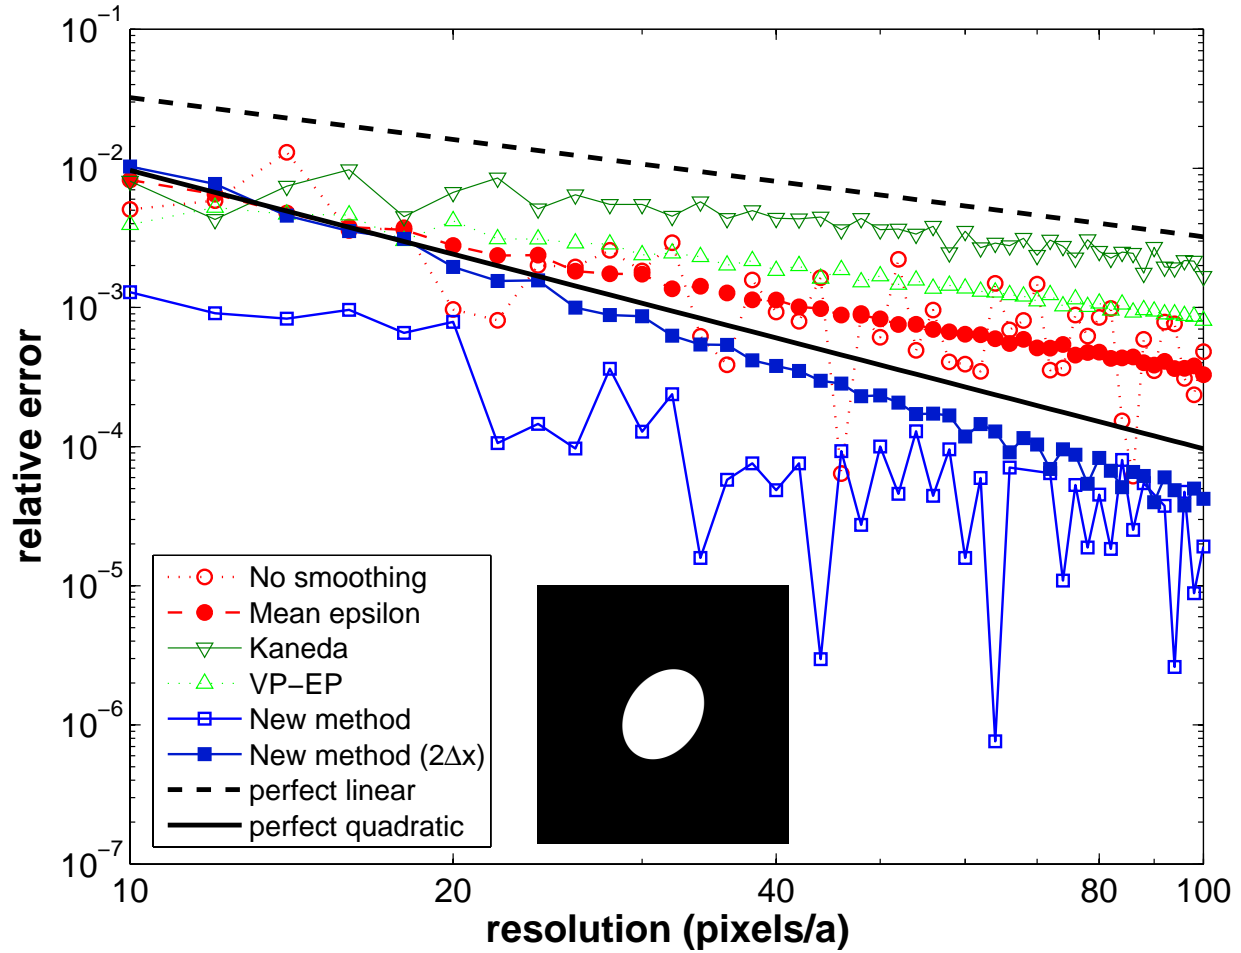 10−1
10−2
10−3
10−4
10−5
10−6
10−7
relative error
No smoothing
Mean epsilon
Kaneda
VP−EP
New method
New method (2Δx)
perfect linear
perfect quadratic
10 20 40 80 100
resolution (pixels/a)